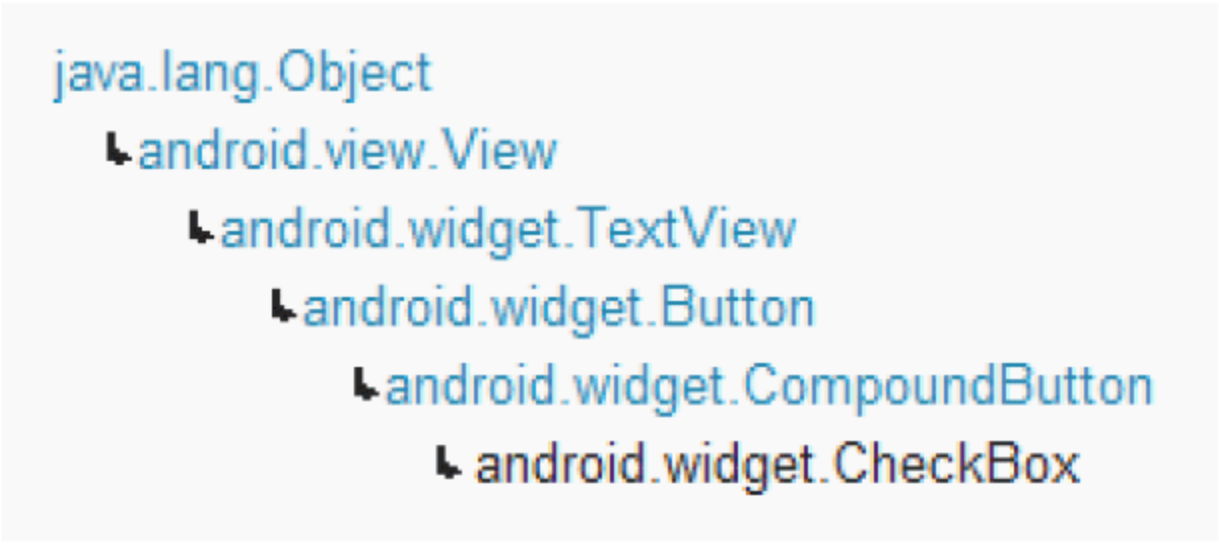 java.lang.Object
android.view.View
android.widget.TextView
android.widget.Button
android.widget.CompoundButton
android.widget.CheckBox